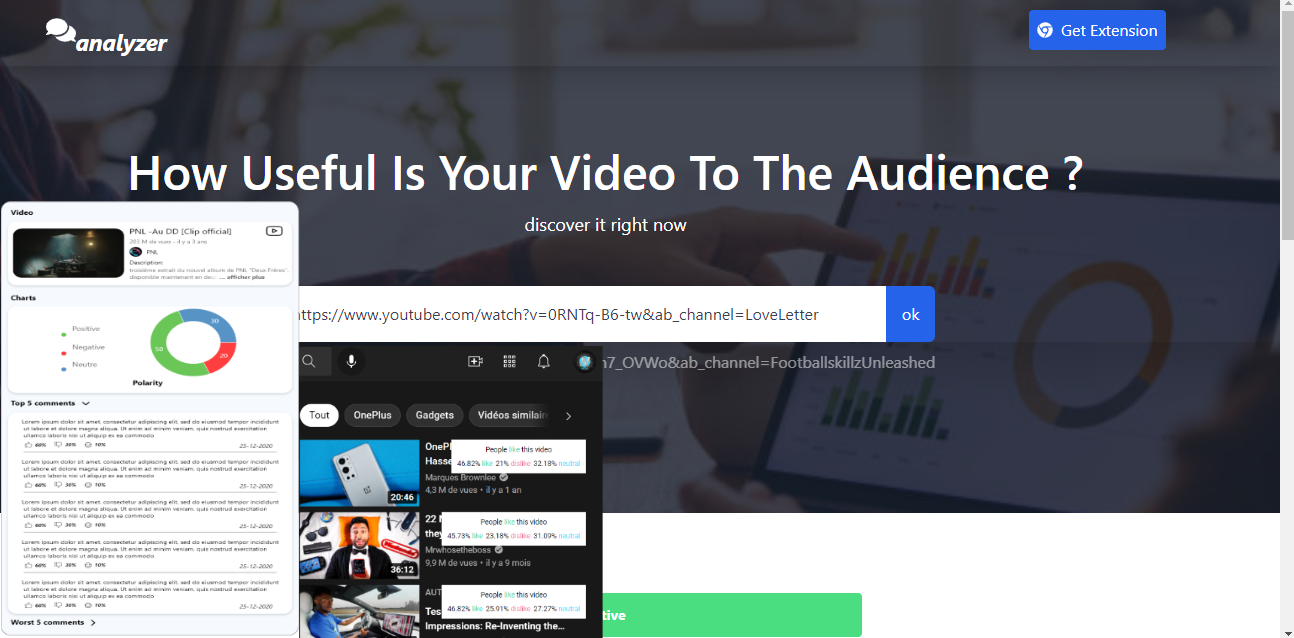 analyzer
Get Extension
How Useful Is Your Video To The Audience ?
discover it right now
https://www.youtube.com/watch?v=0RNTq-B6-tw&ab_channel=LoveLetter
ok
n7_OVWo&ab_channel=FootballskillzUnleashed
Video
PNL -Au DD [Clip official]
203 M de vues - il y a 3 ans
PNL
Description:
troisième extrait du nouvel album de PNL "Deux Frères".
disponible maintenant en de... ... afficher plus
Charts
Positive
Negative
Neutre
30
50
20
Polarity
Top 5 comments
Lorem ipsum dolor sit amet, consectetur adipiscing elit, sed do eiusmod tempor incididunt
ut labore et dolore magna aliqua. Ut enim ad minim veniam, quis nostrud exercitation
ullamco laboris nisi ut aliquip ex ea commodo
60% 30% 10% 25-12-2020
Lorem ipsum dolor sit amet, consectetur adipiscing elit, sed do eiusmod tempor incididunt
ut labore et dolore magna aliqua. Ut enim ad minim veniam, quis nostrud exercitation
ullamco laboris nisi ut aliquip ex ea commodo
60% 30% 10% 25-12-2020
Lorem ipsum dolor sit amet, consectetur adipiscing elit, sed do eiusmod tempor incididunt
ut labore et dolore magna aliqua. Ut enim ad minim veniam, quis nostrud exercitation
ullamco laboris nisi ut aliquip ex ea commodo
60% 30% 10% 25-12-2020
Lorem ipsum dolor sit amet, consectetur adipiscing elit, sed do eiusmod tempor incididunt
ut labore et dolore magna aliqua. Ut enim ad minim veniam, quis nostrud exercitation
ullamco laboris nisi ut aliquip ex ea commodo
60% 30% 10% 25-12-2020
Lorem ipsum dolor sit amet, consectetur adipiscing elit, sed do eiusmod tempor incididunt
ut labore et dolore magna aliqua. Ut enim ad minim veniam, quis nostrud exercitation
ullamco laboris nisi ut aliquip ex ea commodo
60% 30% 10% 25-12-2020
Worst 5 comments
Tout OnePlus Gadgets Vidéos similair
OneP
Hasse
People like this video
46.82% like 21% dislike 32.18% neutral
Marques Brownlee
4,3 M de vues • il y a 1 an
20:46
22
they
People like this video
45.73% like 23.18% dislike 31.09% neutral
Mrwhosetheboss
9,9 M de vues • il y a 9 mois
36:12
AUT
Tes
People like this video
46.82% like 25.91% dislike 27.27% neutral
Impressions: Re-Inventing the...
tive